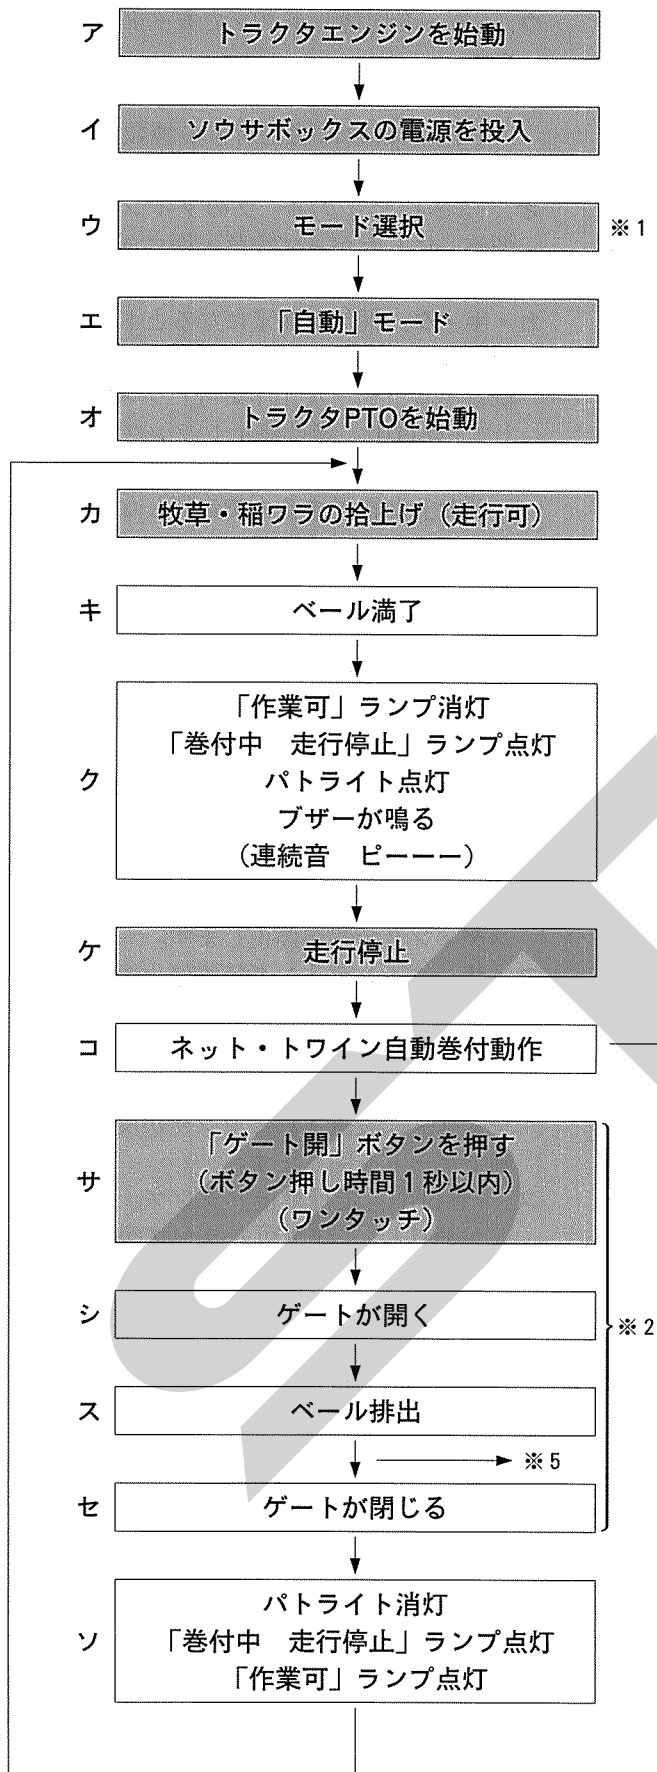 ア トラクタエンジンを始動
イ ソウサボックスの電源を投入
ウ モード選択 ※1
エ 「自動」モード
オ トラクタPTOを始動
カ 牧草・稲ワラの拾上げ（走行可）
キ ベール満了
「作業可」ランプ消灯
「巻付中　走行停止」ランプ点灯
ク パトライト点灯
ブザーが鳴る
（連続音　ピーーー）
ケ 走行停止
コ ネット・トワイン自動巻付動作
「ゲート開」ボタンを押す
サ （ボタン押し時間1秒以内）
（ワンタッチ）
シ ゲートが開く ※2
ス ベール排出
※5
セ ゲートが閉じる
パトライト消灯
ソ 「巻付中　走行停止」ランプ点灯
「作業可」ランプ点灯